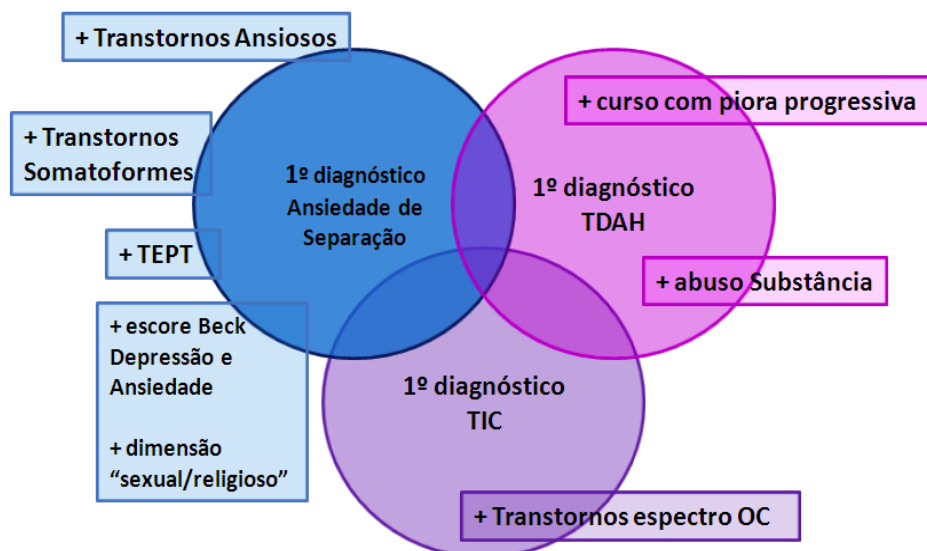 + Transtornos Ansiosos
+ Transtornos
Somatoformes
+ TEPT
+ escore Beck
Depressão e
Ansiedade
+ dimensão
“sexual/religioso”
1º diagnóstico
Ansiedade de
Separação
+ curso com piora progressiva
1º diagnóstico
TDAH
+ abuso Substância
1º diagnóstico
TIC
+ Transtornos espectro OC